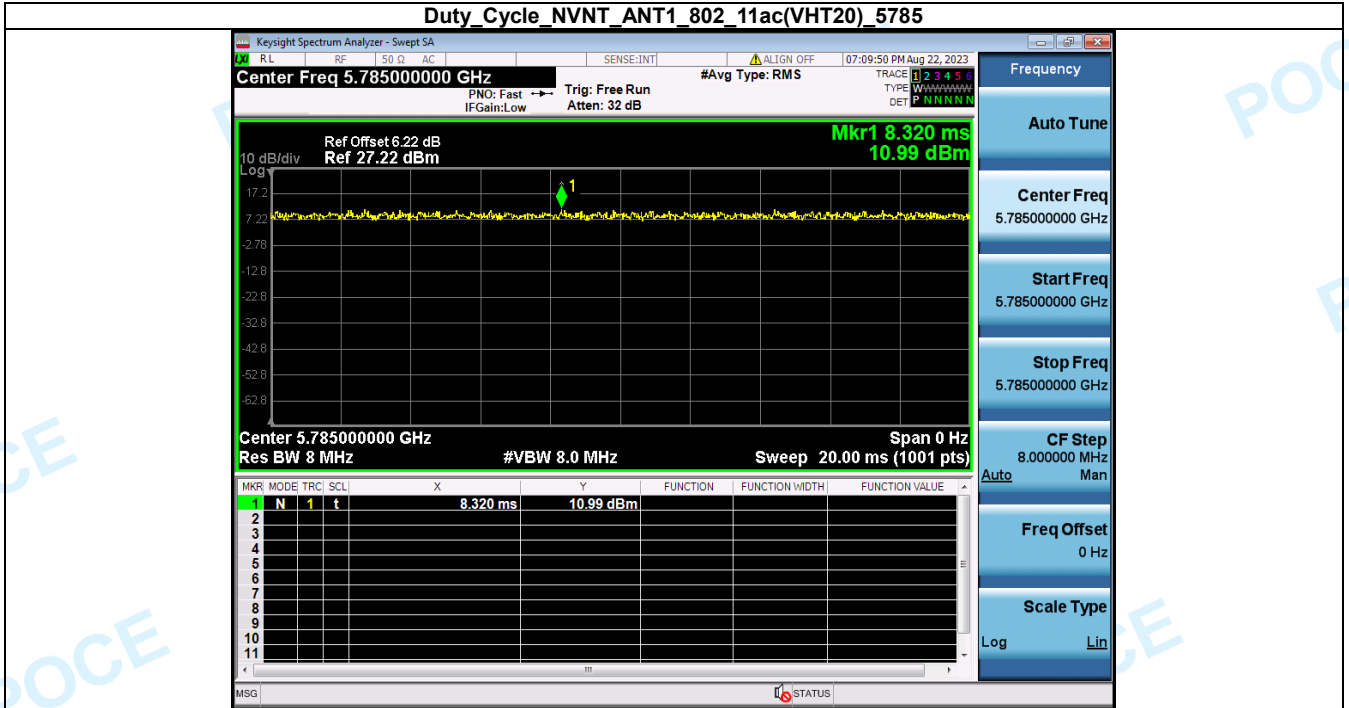 Duty_Cycle_NVNT_ANT1_802_11ac(VHT20)_5785
Keysight Spectrum Analyzer - Swept SA
LXI RL RF 50 Ω AC SENSE:INT ALIGN OFF 07:09:50 PM Aug 22, 2023
Center Freq 5.785000000 GHz
PNO: Fast
IFGain:Low
Trig: Free Run
Atten: 32 dB
#Avg Type: RMS
TRACE 1 2 3 4 5 6
TYPE WWWWWW
DET P N N N N N
Frequency
Ref Offset 6.22 dB
10 dB/div Ref 27.22 dBm
Log
Mkr1 8.320 ms
10.99 dBm
1
17.2
7.22
-2.78
-12.8
-22.8
-32.8
-42.8
-52.8
-62.8
Center 5.785000000 GHz Span 0 Hz
Res BW 8 MHz #VBW 8.0 MHz Sweep 20.00 ms (1001 pts)
MKR MODE TRC SCL X Y FUNCTION FUNCTION WIDTH FUNCTION VALUE
1 N 1 t 8.320 ms 10.99 dBm
2
3
4
5
6
7
8
9
10
11
MSG STATUS
Auto Tune
Center Freq
5.785000000 GHz
Start Freq
5.785000000 GHz
Stop Freq
5.785000000 GHz
CF Step
8.000000 MHz
Auto Man
Freq Offset
0 Hz
Scale Type
Log Lin
POCE